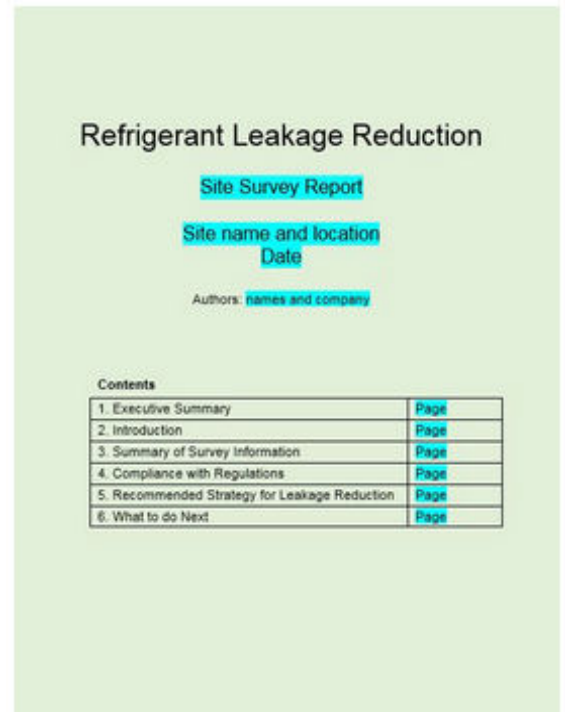 Refrigerant Leakage Reduction
Site Survey Report
Site name and location
Date
Authors: names and company
Contents
1. Executive Summary Page
2. Introduction Page
3. Summary of Survey Information Page
4. Compliance with Regulations Page
5. Recommended Strategy for Leakage Reduction Page
6. What to do Next Page